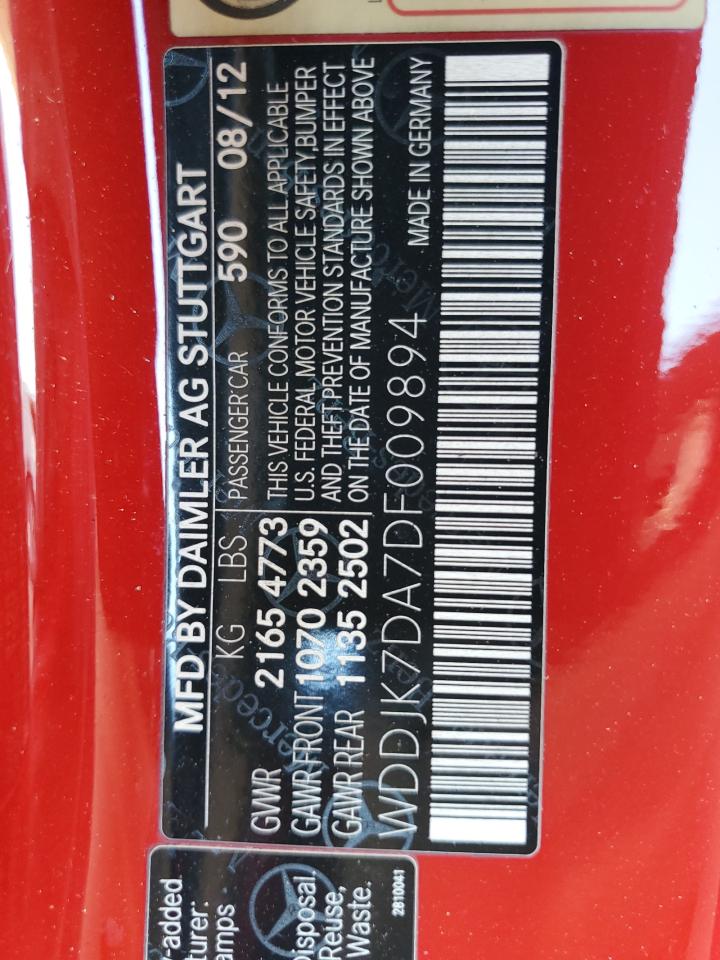 MFD BY DAIMLER AG STUTTGART
KG LBS
GVWR 2165 4773
GAWR FRONT 1070 2359
GAWR REAR 1135 2502
PASSENGER CAR 590 08/12
THIS VEHICLE CONFORMS TO ALL APPLICABLE
U.S. FEDERAL MOTOR VEHICLE SAFETY,BUMPER
AND THEFT PREVENTION STANDARDS IN EFFECT
ON THE DATE OF MANUFACTURE SHOWN ABOVE
WDDJK7DA7DF009894
MADE IN GERMANY
-added
turer:
amps
isposal.
Reuse,
Waste.
2810041